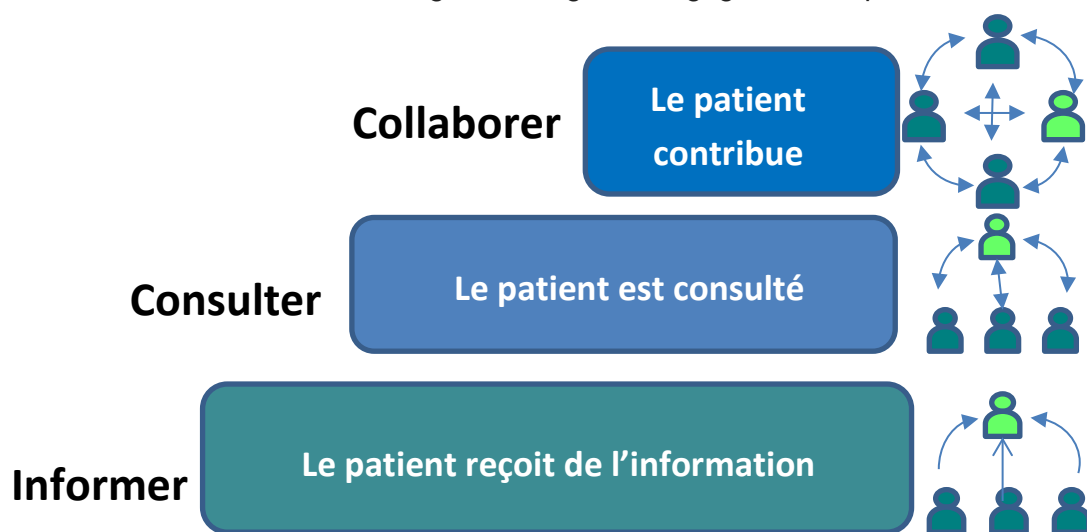 Collaborer
Le patient
contribue
Consulter
Le patient est consulté
Informer
Le patient reçoit de l’information